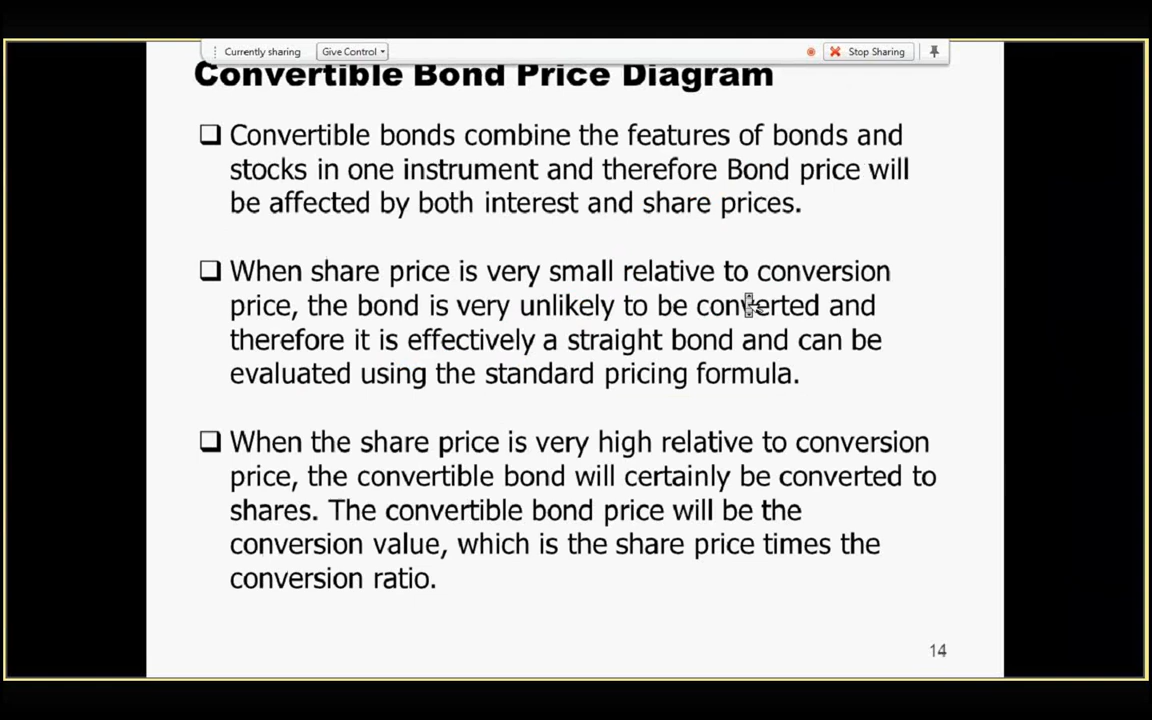 Currently sharing Give Control Stop Sharing
Convertible Bond Price Diagram
Convertible bonds combine the features of bonds and
stocks in one instrument and therefore Bond price will
be affected by both interest and share prices.
When share price is very small relative to conversion
price, the bond is very unlikely to be converted and
therefore it is effectively a straight bond and can be
evaluated using the standard pricing formula.
When the share price is very high relative to conversion
price, the convertible bond will certainly be converted to
shares. The convertible bond price will be the
conversion value, which is the share price times the
conversion ratio.
14